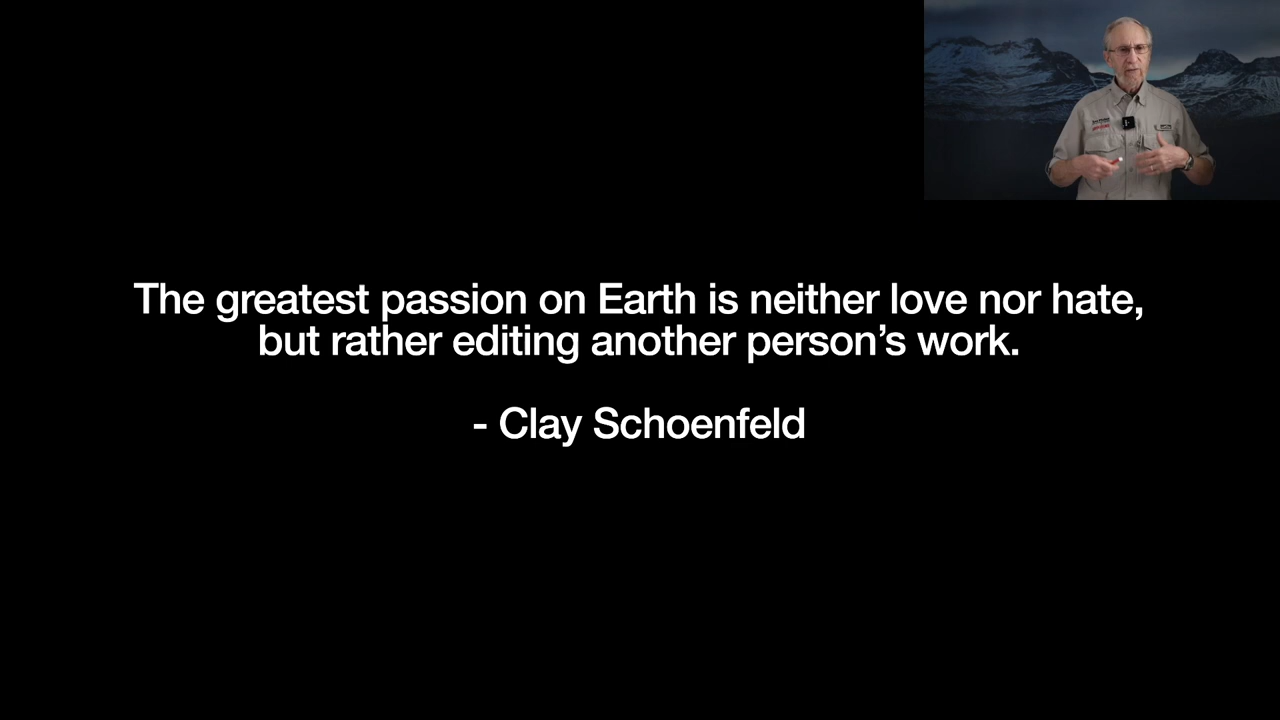 The greatest passion on Earth is neither love nor hate,
but rather editing another person’s work.
- Clay Schoenfeld